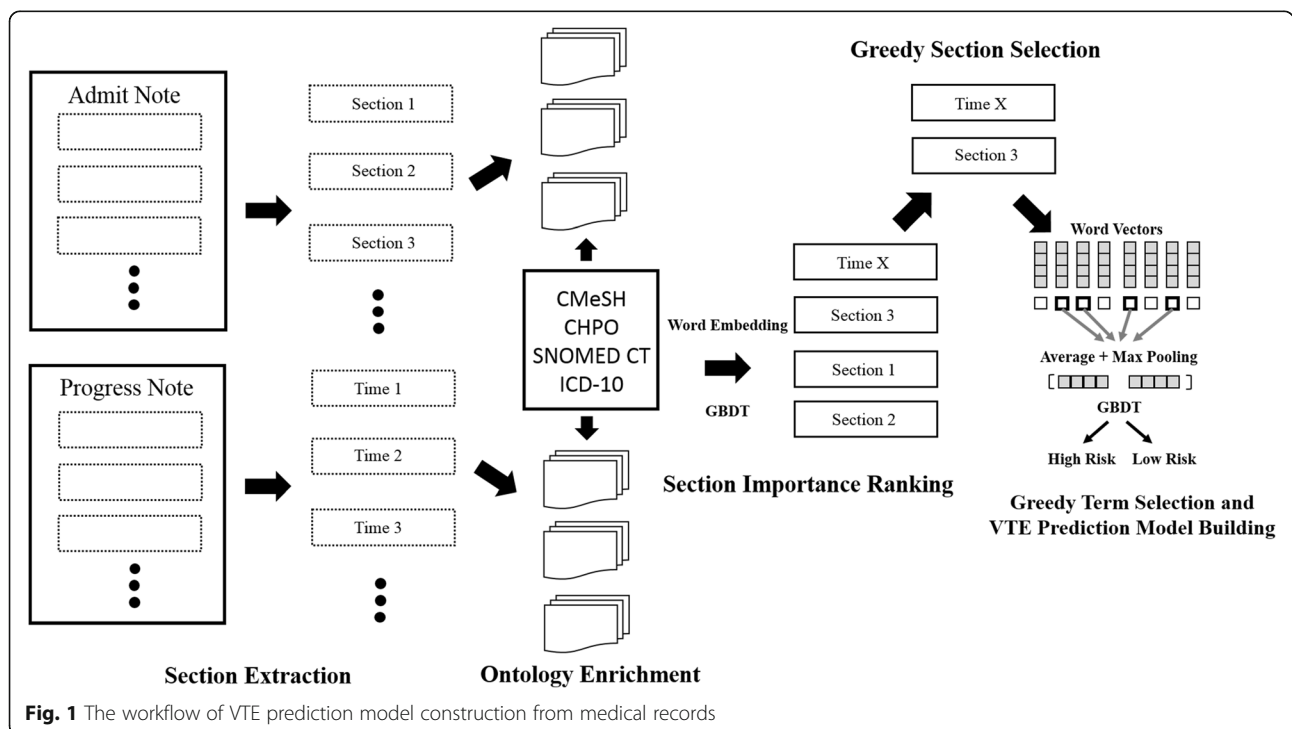 Admit Note
Section 1
Section 2
Section 3
Progress Note
Time 1
Time 2
Time 3
Section Extraction
CMeSH
CHPO
SNOMED CT
ICD-10
Ontology Enrichment
Word Embedding
GBDT
Time X
Section 3
Section 1
Section 2
Section Importance Ranking
Greedy Section Selection
Time X
Section 3
Word Vectors
Average + Max Pooling
GBDT
High Risk Low Risk
Greedy Term Selection and
VTE Prediction Model Building
Fig. 1 The workflow of VTE prediction model construction from medical records